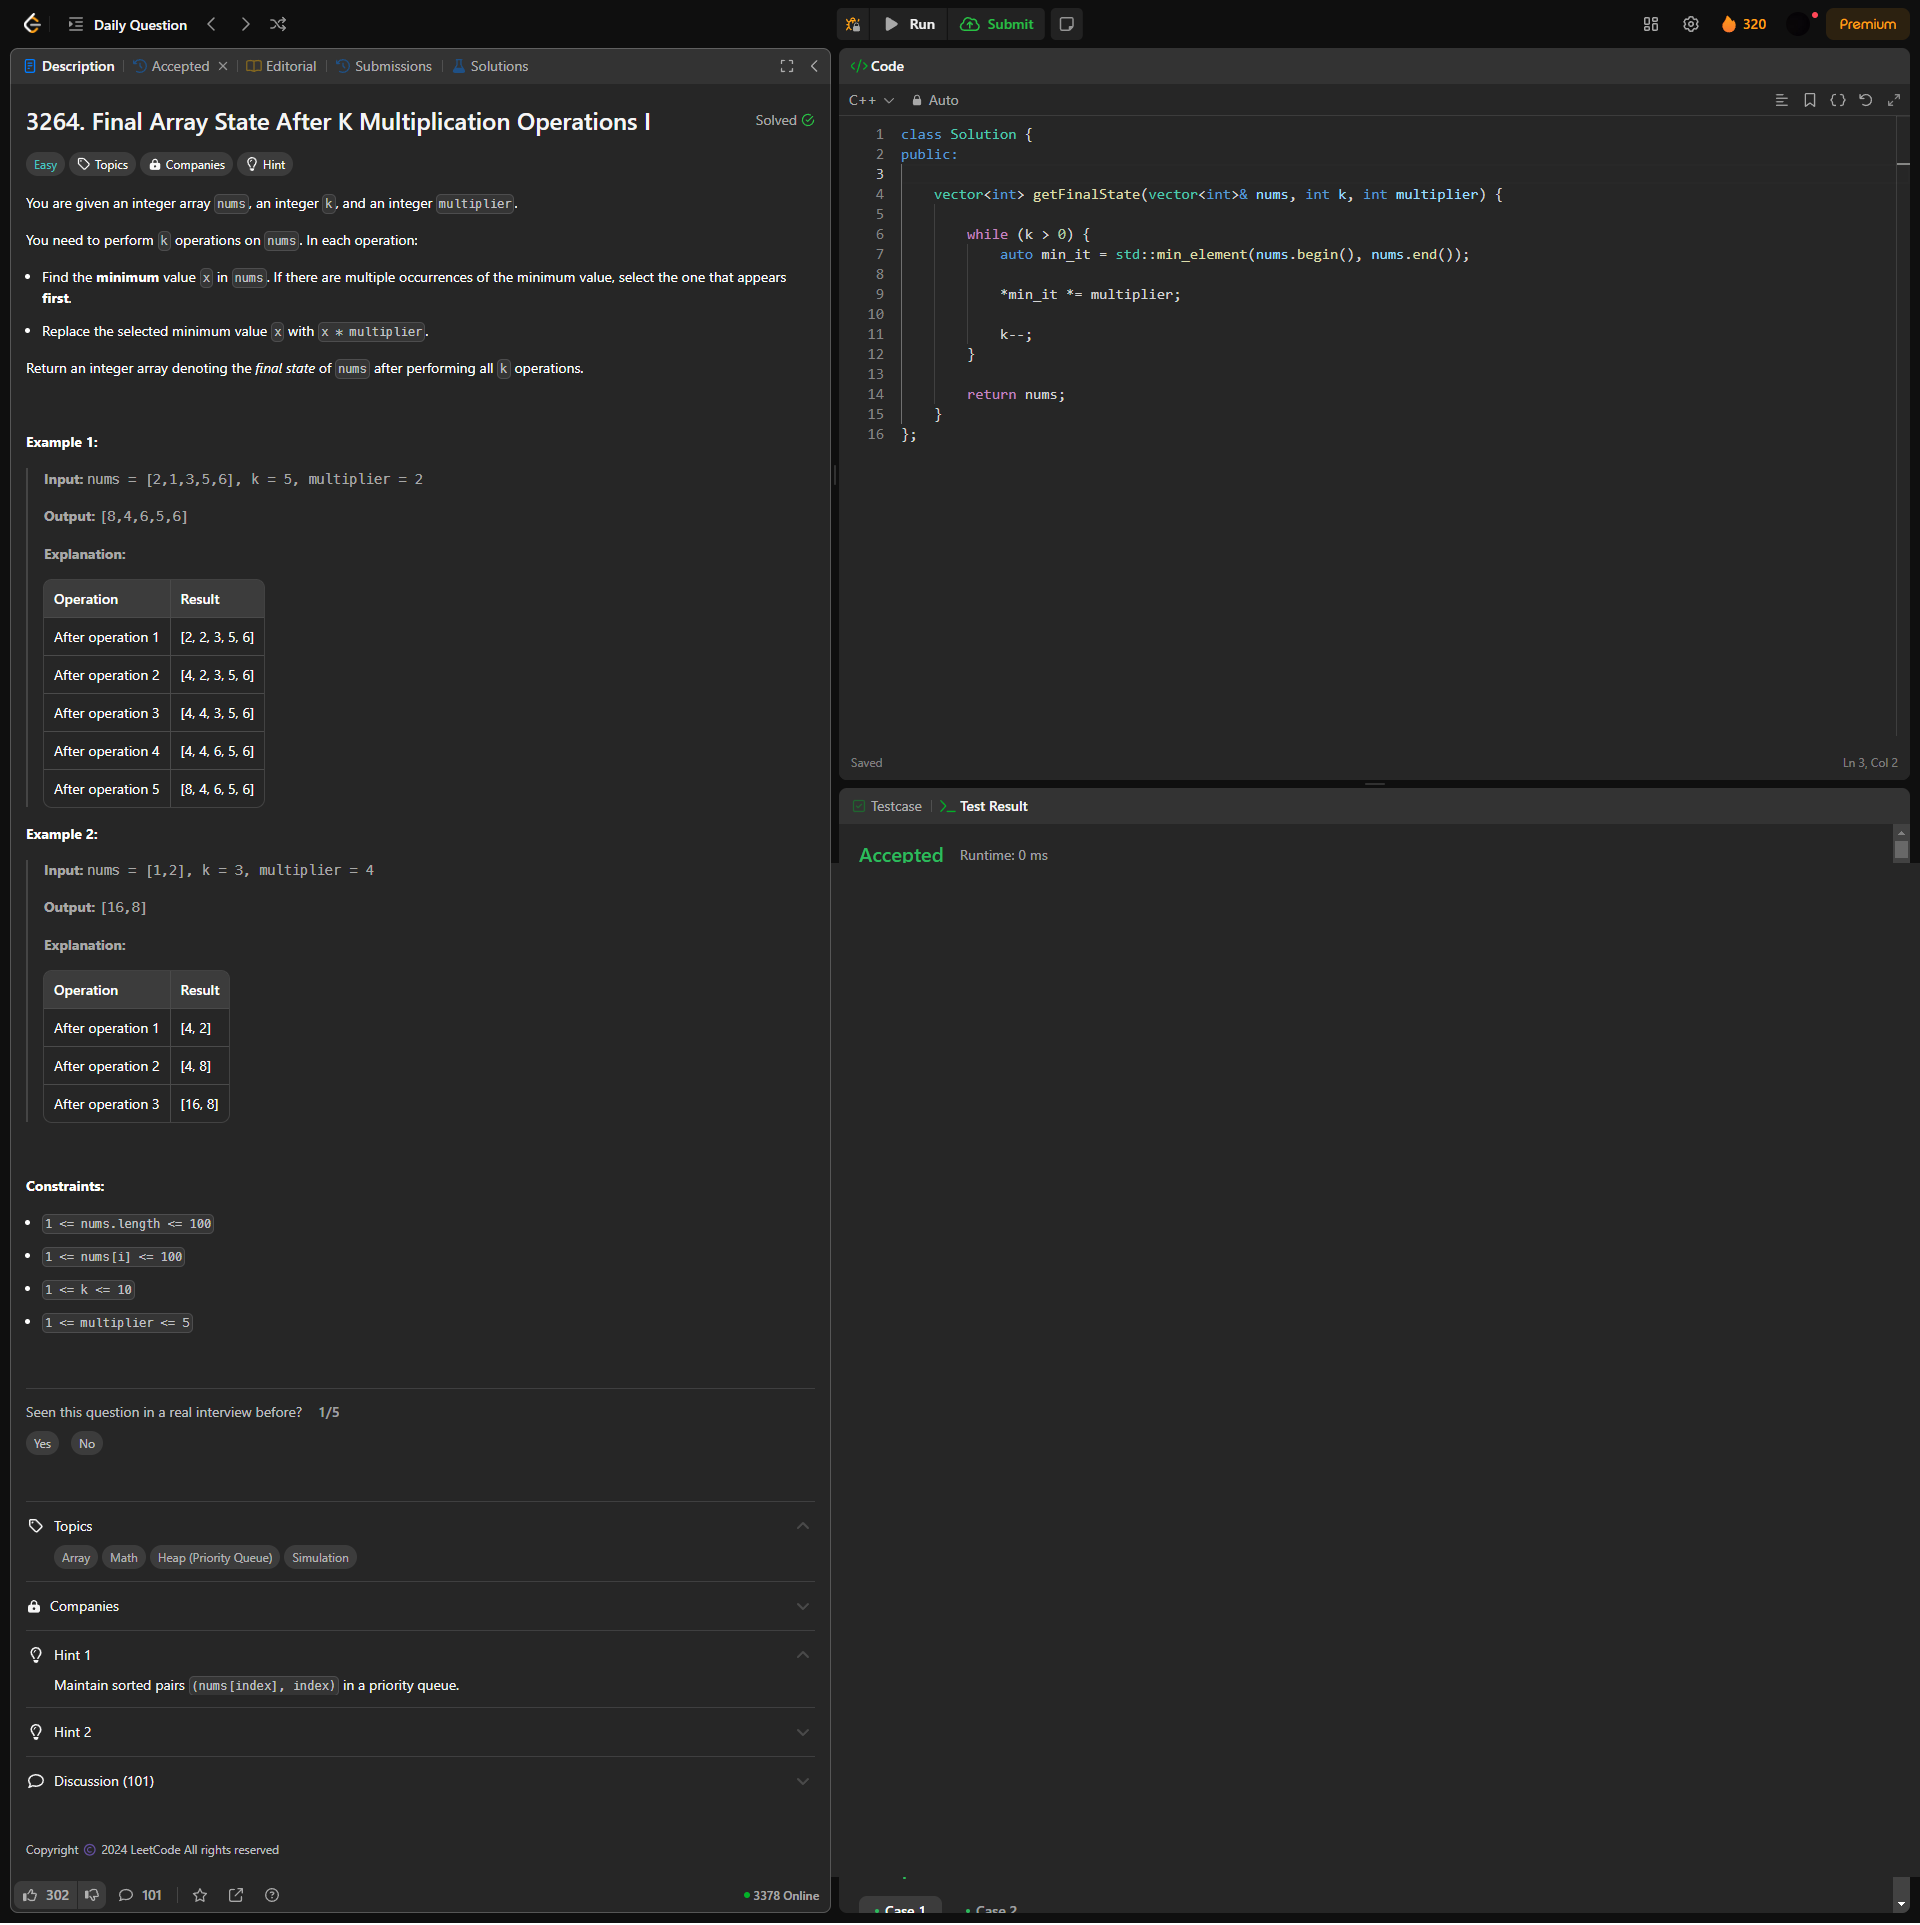 Daily Question
Run
Submit
320
Premium
Description
Accepted
Editorial
Submissions
Solutions
3264. Final Array State After K Multiplication Operations I
Solved
Easy
Topics
Companies
Hint
You are given an integer array nums, an integer k, and an integer multiplier.
You need to perform k operations on nums. In each operation:
• Find the minimum value x in nums. If there are multiple occurrences of the minimum value, select the one that appears
first.
• Replace the selected minimum value x with x * multiplier.
Return an integer array denoting the final state of nums after performing all k operations.
Example 1:
Input: nums = [2,1,3,5,6], k = 5, multiplier = 2
Output: [8,4,6,5,6]
Explanation:
Operation Result
After operation 1 [2, 2, 3, 5, 6]
After operation 2 [4, 2, 3, 5, 6]
After operation 3 [4, 4, 3, 5, 6]
After operation 4 [4, 4, 6, 5, 6]
After operation 5 [8, 4, 6, 5, 6]
Example 2:
Input: nums = [1,2], k = 3, multiplier = 4
Output: [16,8]
Explanation:
Operation Result
After operation 1 [4, 2]
After operation 2 [4, 8]
After operation 3 [16, 8]
Constraints:
• 1 <= nums.length <= 100
• 1 <= nums[i] <= 100
• 1 <= k <= 10
• 1 <= multiplier <= 5
Seen this question in a real interview before? 1/5
Yes No
Topics
Array Math Heap (Priority Queue) Simulation
Companies
Hint 1
Maintain sorted pairs (nums[index], index) in a priority queue.
Hint 2
Discussion (101)
Copyright © 2024 LeetCode All rights reserved
302
101
3378 Online
</> Code
C++ Auto
1 class Solution {
2 public:
3
4 vector<int> getFinalState(vector<int>& nums, int k, int multiplier) {
5
6 while (k > 0) {
7 auto min_it = std::min_element(nums.begin(), nums.end());
8
9 *min_it *= multiplier;
10
11 k--;
12 }
13
14 return nums;
15 }
16 };
Saved
Ln 3, Col 2
Testcase
>_ Test Result
Accepted Runtime: 0 ms
• Case 1 • Case 2